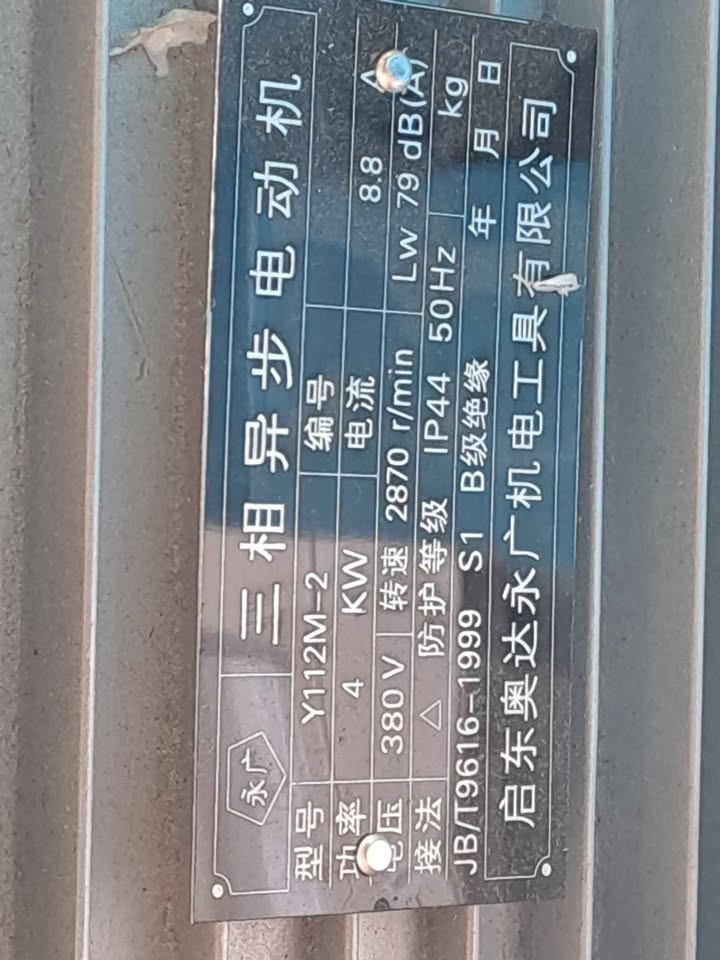 永广 三相异步电动机
型号 Y112M-2 编号
功率 4 KW 电流 8.8 A
电压 380 V 转速 2870 r/min Lw 79 dB(A)
接法 △ 防护等级 IP44 50Hz kg
JB/T9616-1999 S1 B级绝缘 年 月 日
启东奥达永广机电工具有限公司